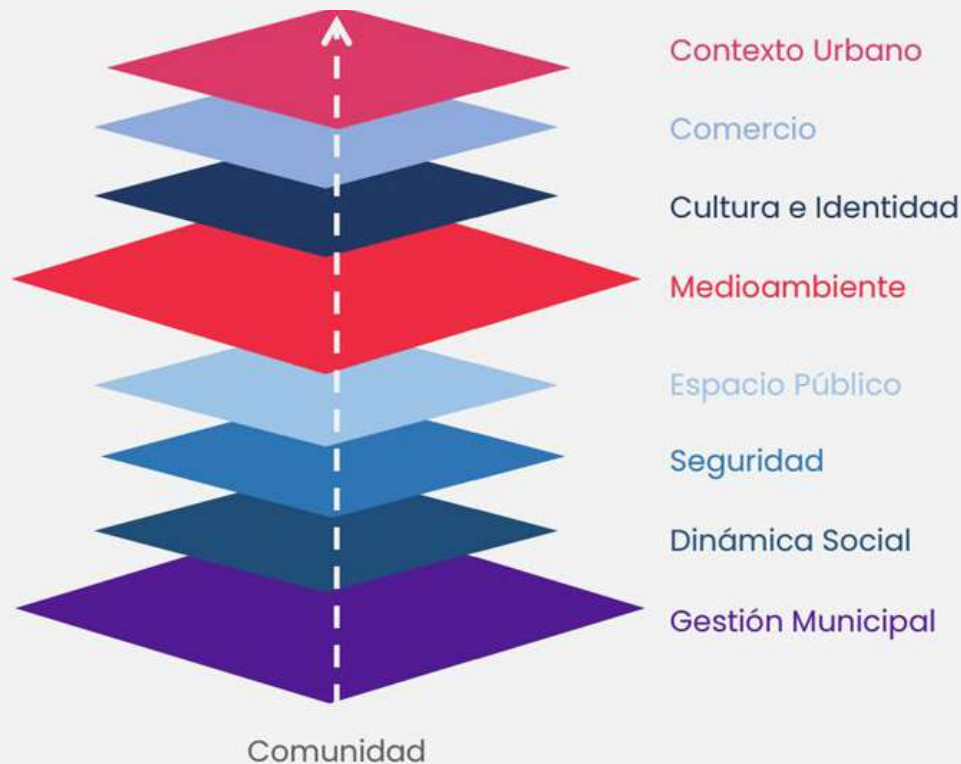 Contexto Urbano
Comercio
Cultura e Identidad
Medioambiente
Espacio Público
Seguridad
Dinámica Social
Gestión Municipal
Comunidad